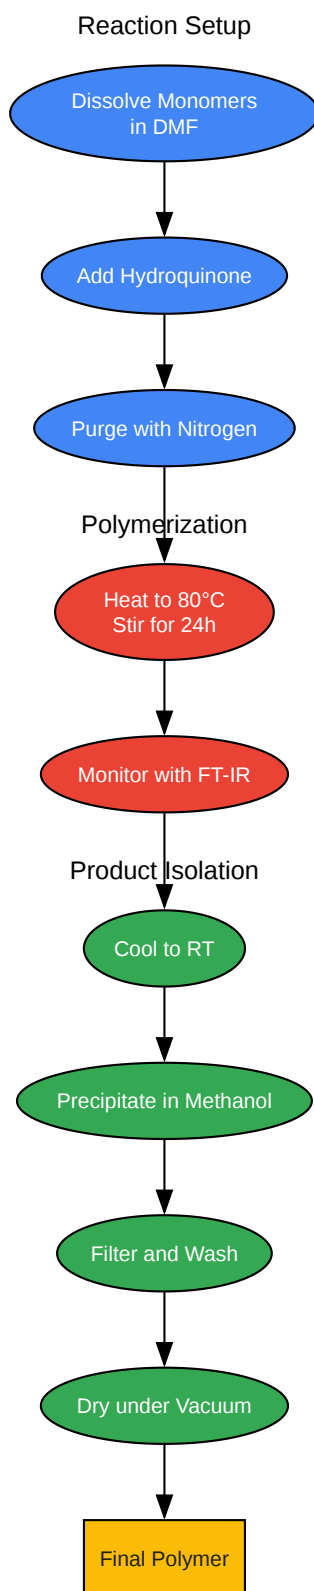 Reaction Setup
Dissolve Monomers
in DMF
Add Hydroquinone
Purge with Nitrogen
Polymerization
Heat to 80°C
Stir for 24h
Monitor with FT-IR
Product Isolation
Cool to RT
Precipitate in Methanol
Filter and Wash
Dry under Vacuum
Final Polymer